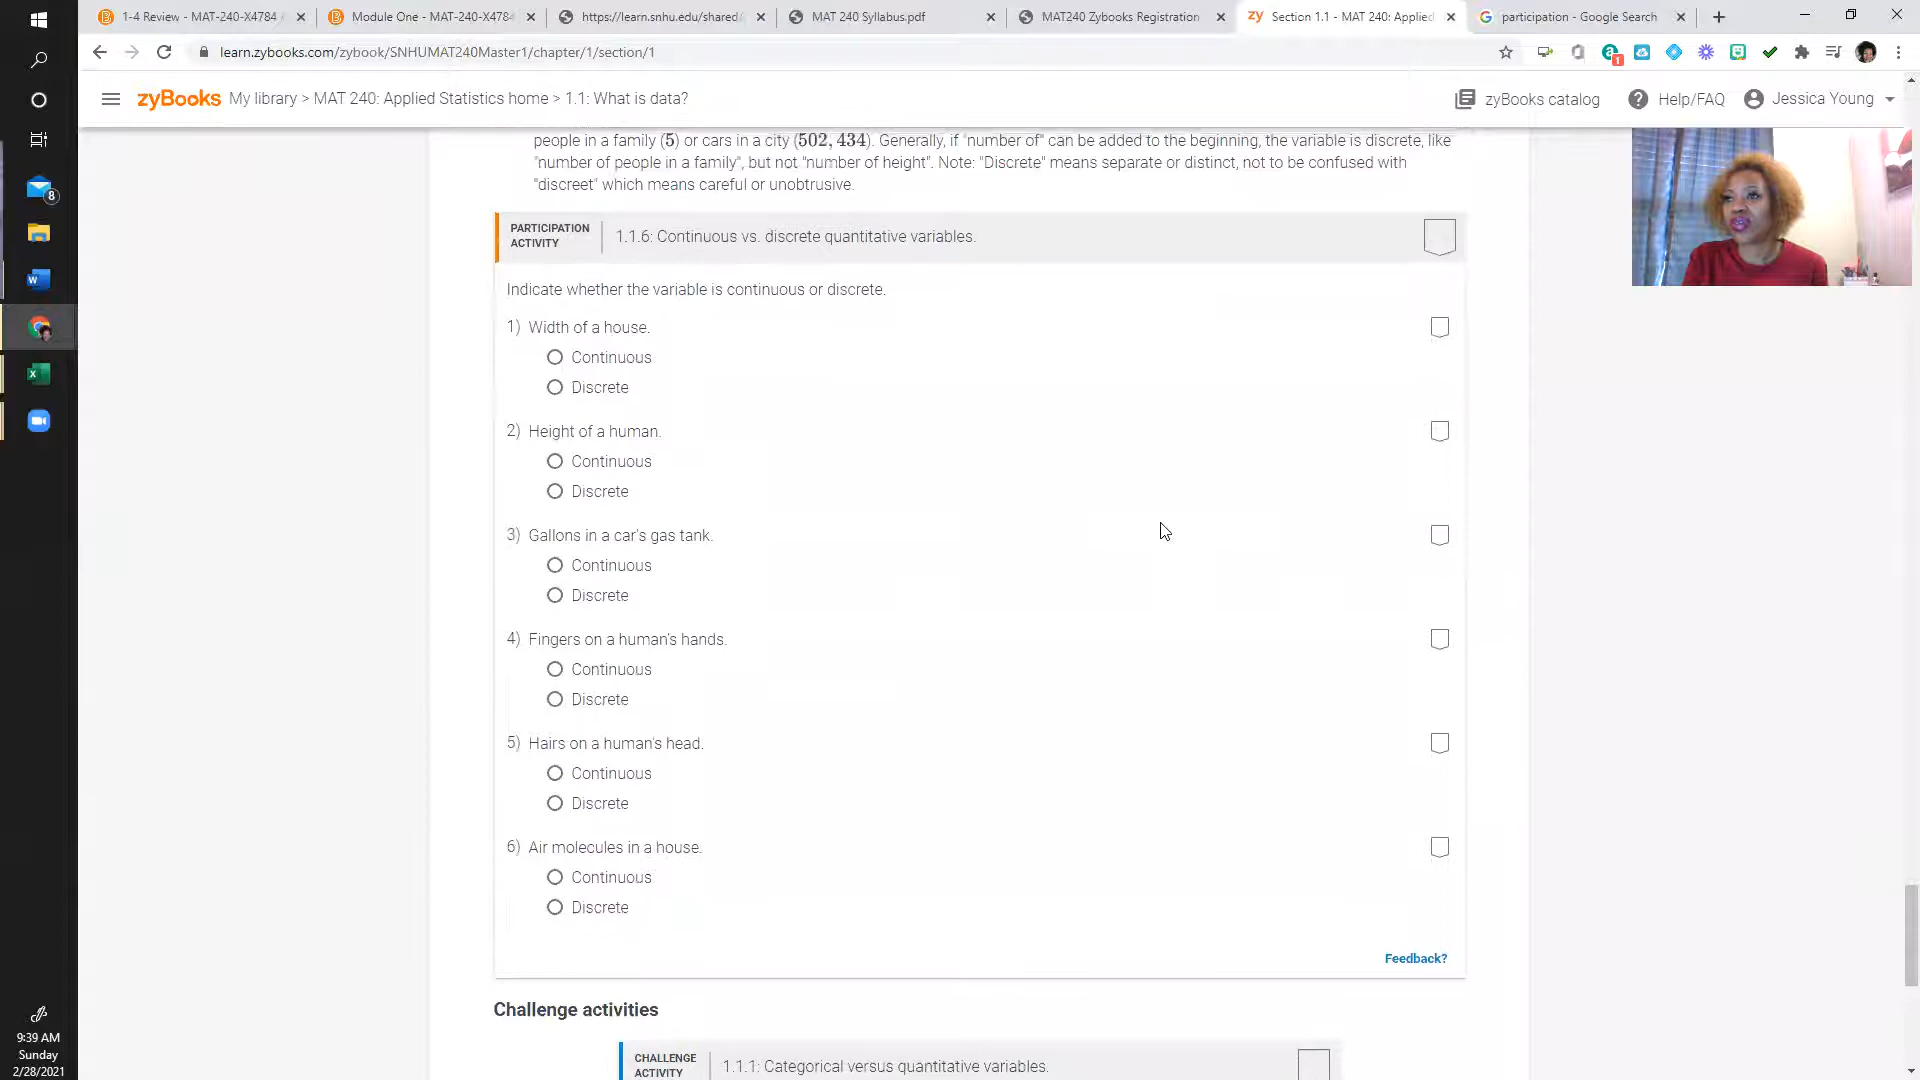 1-4 Review - MAT-240-X4784
Module One - MAT-240-X4784
https://learn.snhu.edu/shared/
MAT 240 Syllabus.pdf
MAT240 Zybooks Registration
zy Section 1.1 - MAT 240: Applied
participation - Google Search
learn.zybooks.com/zybook/SNHUMAT240Master1/chapter/1/section/1
1
zyBooks My library > MAT 240: Applied Statistics home > 1.1: What is data?
zyBooks catalog
Help/FAQ
Jessica Young
people in a family (5) or cars in a city (502, 434). Generally, if "number of" can be added to the beginning, the variable is discrete, like
"number of people in a family", but not "number of height". Note: "Discrete" means separate or distinct, not to be confused with
"discreet" which means careful or unobtrusive.
PARTICIPATION
ACTIVITY
1.1.6: Continuous vs. discrete quantitative variables.
Indicate whether the variable is continuous or discrete.
1) Width of a house.
Continuous
Discrete
2) Height of a human.
Continuous
Discrete
3) Gallons in a car's gas tank.
Continuous
Discrete
4) Fingers on a human's hands.
Continuous
Discrete
5) Hairs on a human's head.
Continuous
Discrete
6) Air molecules in a house.
Continuous
Discrete
Feedback?
Challenge activities
CHALLENGE
ACTIVITY
1.1.1: Categorical versus quantitative variables.
8
9:39 AM
Sunday
2/28/2021